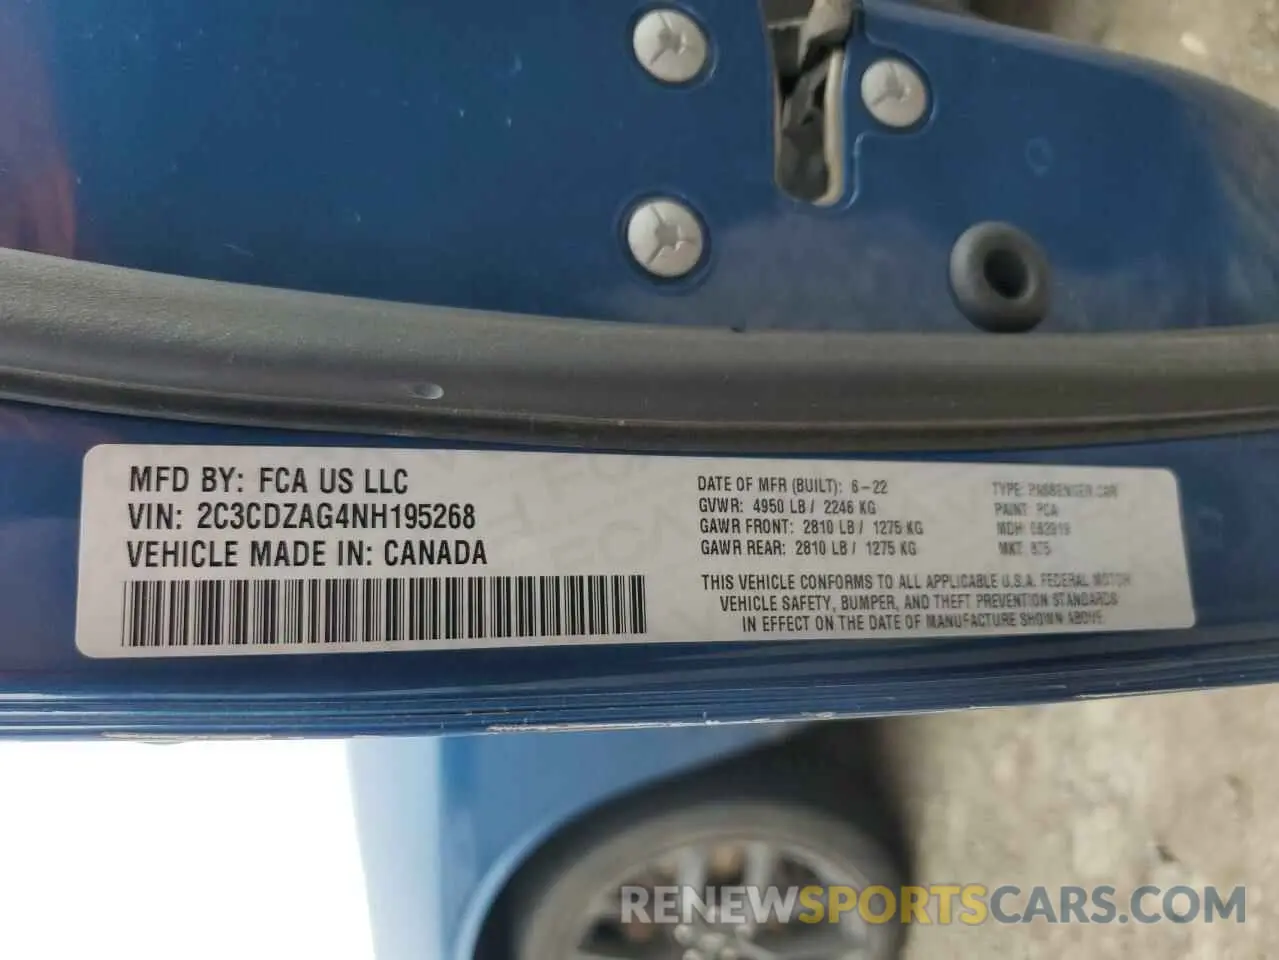 MFD BY: FCA US LLC
VIN: 2C3CDZAG4NH195268
VEHICLE MADE IN: CANADA
DATE OF MFR (BUILT): 6-22
GVWR: 4950 LB / 2246 KG
GAWR FRONT: 2810 LB / 1275 KG
GAWR REAR: 2810 LB / 1275 KG
TYPE: PASSENGER CAR
PAINT: PCA
MDH:
MKT:
THIS VEHICLE CONFORMS TO ALL APPLICABLE U.S.A. FEDERAL MOTOR
VEHICLE SAFETY, BUMPER, AND THEFT PREVENTION STANDARDS
IN EFFECT ON THE DATE OF MANUFACTURE SHOWN ABOVE
RENEWSPORTSCARS.COM